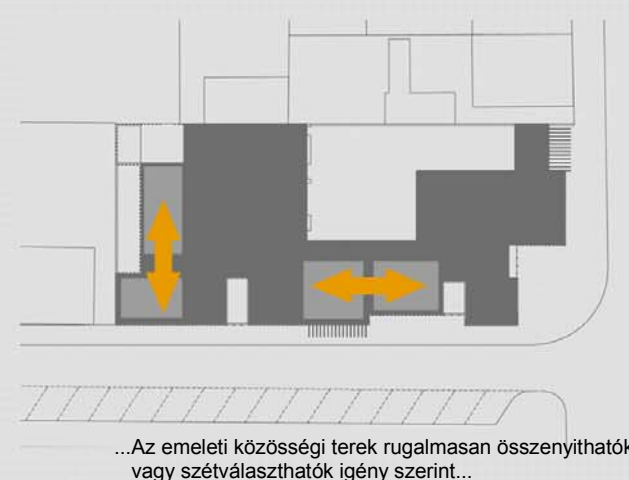 ...Az emeleti közösségi terek rugalmasan összenyithatók
vagy szétválaszthatók igény szerint...